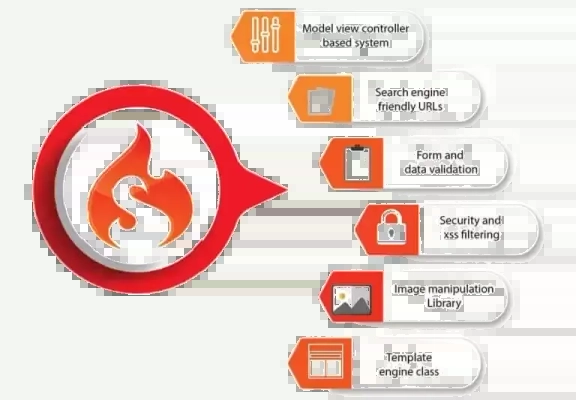 Model view controller
based system
Search engine
friendly URLs
Form and
data validation
Security and
xss filtering
Image manipulation
Library
Template
engine class